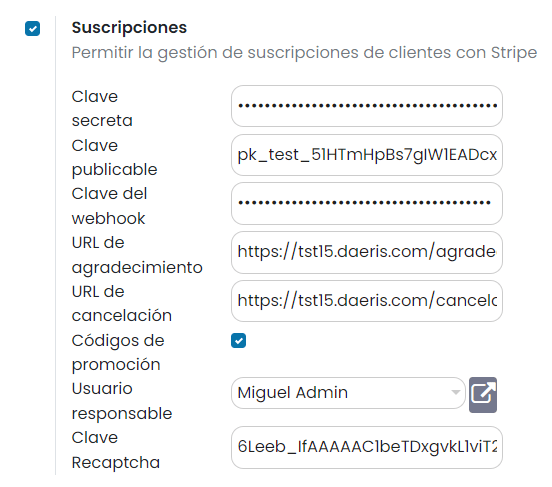 Suscripciones
Permitir la gestión de suscripciones de clientes con Stripe
Clave
secreta
••••••••••••••••••••••••••••••••••••••
Clave
publicable
pk_test_51HTmHpBs7gIW1EADcx
Clave del
webhook
••••••••••••••••••••••••••••••••••••••
URL de
agradecimiento
https://tst15.daeris.com/agrade
URL de
cancelación
https://tst15.daeris.com/cancelc
Códigos de
promoción
Usuario
responsable
Miguel Admin
Clave
Recaptcha
6Leeb_IfAAAAAC1beTDxgvkL1viT2